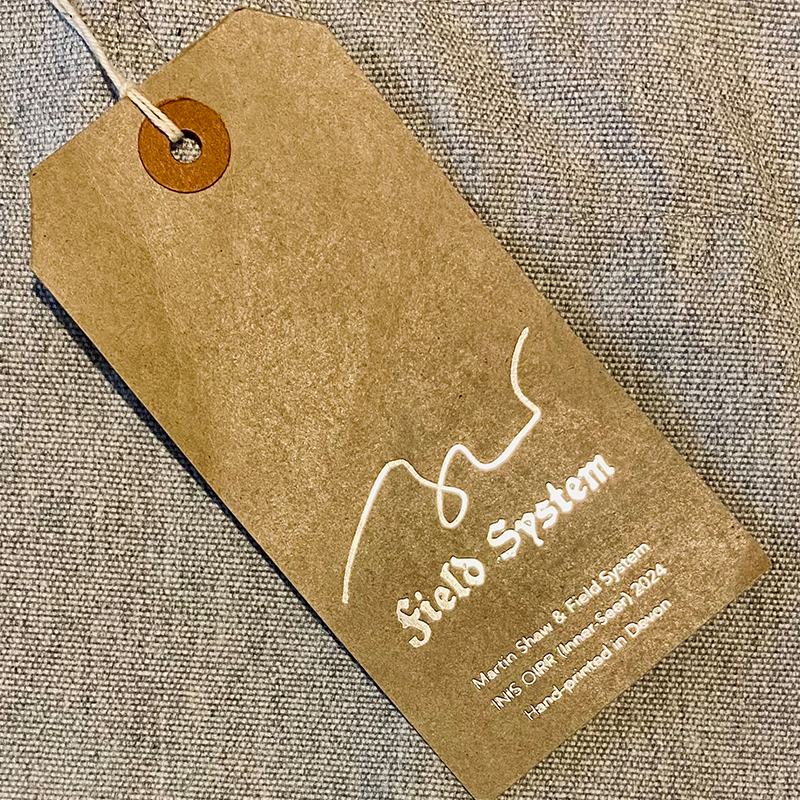 Field System
Martin Shaw & Field System
INIS OIRR (Inner-Seer) 2024
Hand-printed in Devon